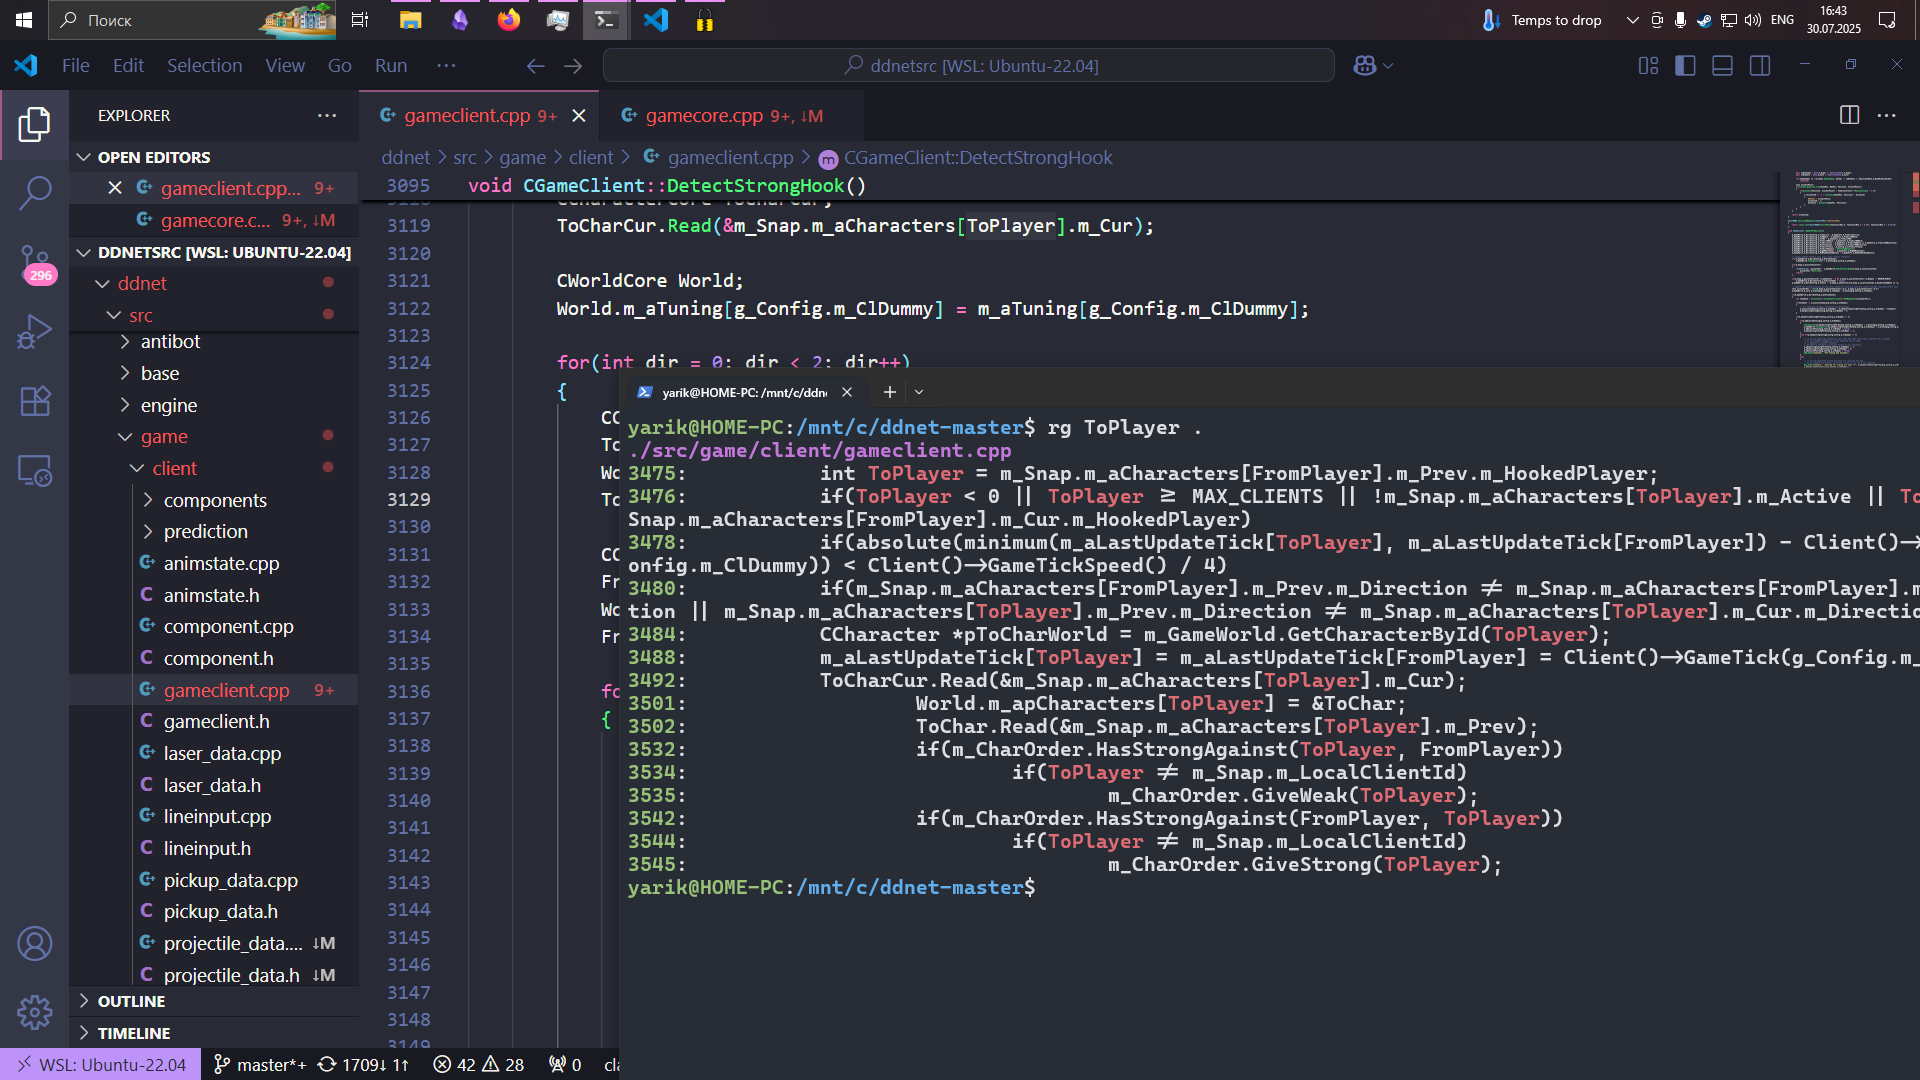 Поиск
Temps to drop
ENG
16:43
30.07.2025
File Edit Selection View Go Run ···
ddnetsrc [WSL: Ubuntu-22.04]
EXPLORER
gameclient.cpp 9+
gamecore.cpp 9+, ↓M
OPEN EDITORS
gameclient.cpp... 9+
gamecore.c... 9+, ↓M
DDNETSRC [WSL: UBUNTU-22.04]
296
ddnet
src
antibot
base
engine
game
client
components
prediction
animstate.cpp
animstate.h
component.cpp
component.h
gameclient.cpp 9+
gameclient.h
laser_data.cpp
laser_data.h
lineinput.cpp
lineinput.h
pickup_data.cpp
pickup_data.h
projectile_data.... ↓M
projectile_data.h ↓M
OUTLINE
TIMELINE
ddnet > src > game > client > gameclient.cpp > CGameClient::DetectStrongHook
3095 void CGameClient::DetectStrongHook()
3119 ToCharCur.Read(&m_Snap.m_aCharacters[ToPlayer].m_Cur);
3120
3121 CWorldCore World;
3122 World.m_aTuning[g_Config.m_ClDummy] = m_aTuning[g_Config.m_ClDummy];
3123
3124 for(int dir = 0; dir < 2; dir++)
3125 {
3126 CC
3127 To
3128 Wo
3129 To
3130
3131 CC
3132 Fr
3133 Wo
3134 Fr
3135
3136 fo
3137 {
3138
3139
3140
3141
3142
3143
3144
3145
3146
3147
3148
3149
yarik@HOME-PC: /mnt/c/ddn
yarik@HOME-PC:/mnt/c/ddnet-master$ rg ToPlayer .
./src/game/client/gameclient.cpp
3475: int ToPlayer = m_Snap.m_aCharacters[FromPlayer].m_Prev.m_HookedPlayer;
3476: if(ToPlayer < 0 || ToPlayer ≥ MAX_CLIENTS || !m_Snap.m_aCharacters[ToPlayer].m_Active || To
Snap.m_aCharacters[FromPlayer].m_Cur.m_HookedPlayer)
3478: if(absolute(minimum(m_aLastUpdateTick[ToPlayer], m_aLastUpdateTick[FromPlayer]) - Client()->
onfig.m_ClDummy)) < Client()->GameTickSpeed() / 4)
3480: if(m_Snap.m_aCharacters[FromPlayer].m_Prev.m_Direction ≠ m_Snap.m_aCharacters[FromPlayer].m
tion || m_Snap.m_aCharacters[ToPlayer].m_Prev.m_Direction ≠ m_Snap.m_aCharacters[ToPlayer].m_Cur.m_Directio
3484: CCharacter *pToCharWorld = m_GameWorld.GetCharacterById(ToPlayer);
3488: m_aLastUpdateTick[ToPlayer] = m_aLastUpdateTick[FromPlayer] = Client()->GameTick(g_Config.m_
3492: ToCharCur.Read(&m_Snap.m_aCharacters[ToPlayer].m_Cur);
3501: World.m_apCharacters[ToPlayer] = &ToChar;
3502: ToChar.Read(&m_Snap.m_aCharacters[ToPlayer].m_Prev);
3532: if(m_CharOrder.HasStrongAgainst(ToPlayer, FromPlayer))
3534: if(ToPlayer ≠ m_Snap.m_LocalClientId)
3535: m_CharOrder.GiveWeak(ToPlayer);
3542: if(m_CharOrder.HasStrongAgainst(FromPlayer, ToPlayer))
3544: if(ToPlayer ≠ m_Snap.m_LocalClientId)
3545: m_CharOrder.GiveStrong(ToPlayer);
yarik@HOME-PC:/mnt/c/ddnet-master$
WSL: Ubuntu-22.04 master*+ 1709↓ 1↑ 42 28 0 cla